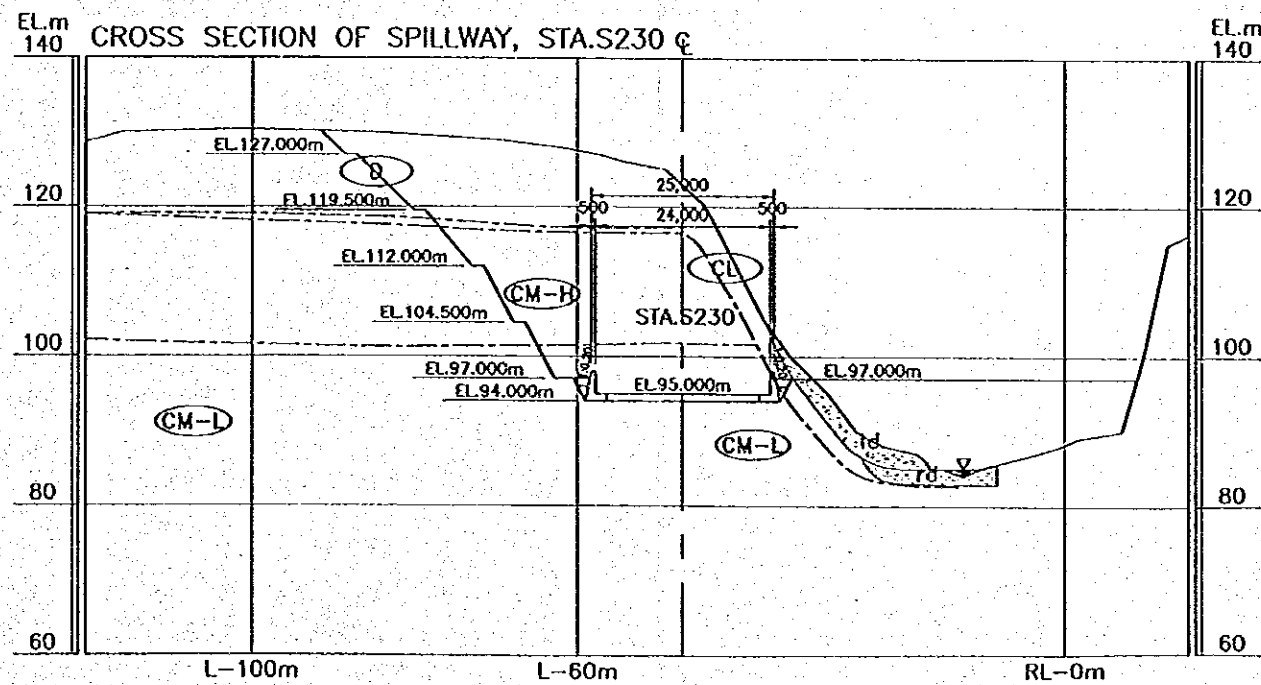 EL.m
EL.m
140 CROSS SECTION OF SPILLWAY, STA.S230 ℄ 140
EL.127.000m
D
25,000
120 EL.119.500m 500 24,000 500 120
EL.112.000m
CL
CM-H
EL.104.500m STA.S230
100 100
EL.97.000m EL.97.000m
EL.94.000m EL.95.000m
CM-L CM-L
td
rd
80 80
60 60
L-100m L-60m RL-0m